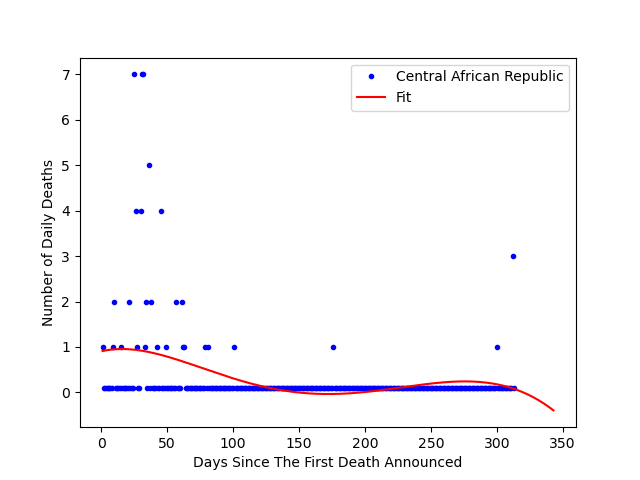 Central African Republic
Fit
Number of Daily Deaths
7
6
5
4
3
2
1
0
0 50 100 150 200 250 300 350
Days Since The First Death Announced